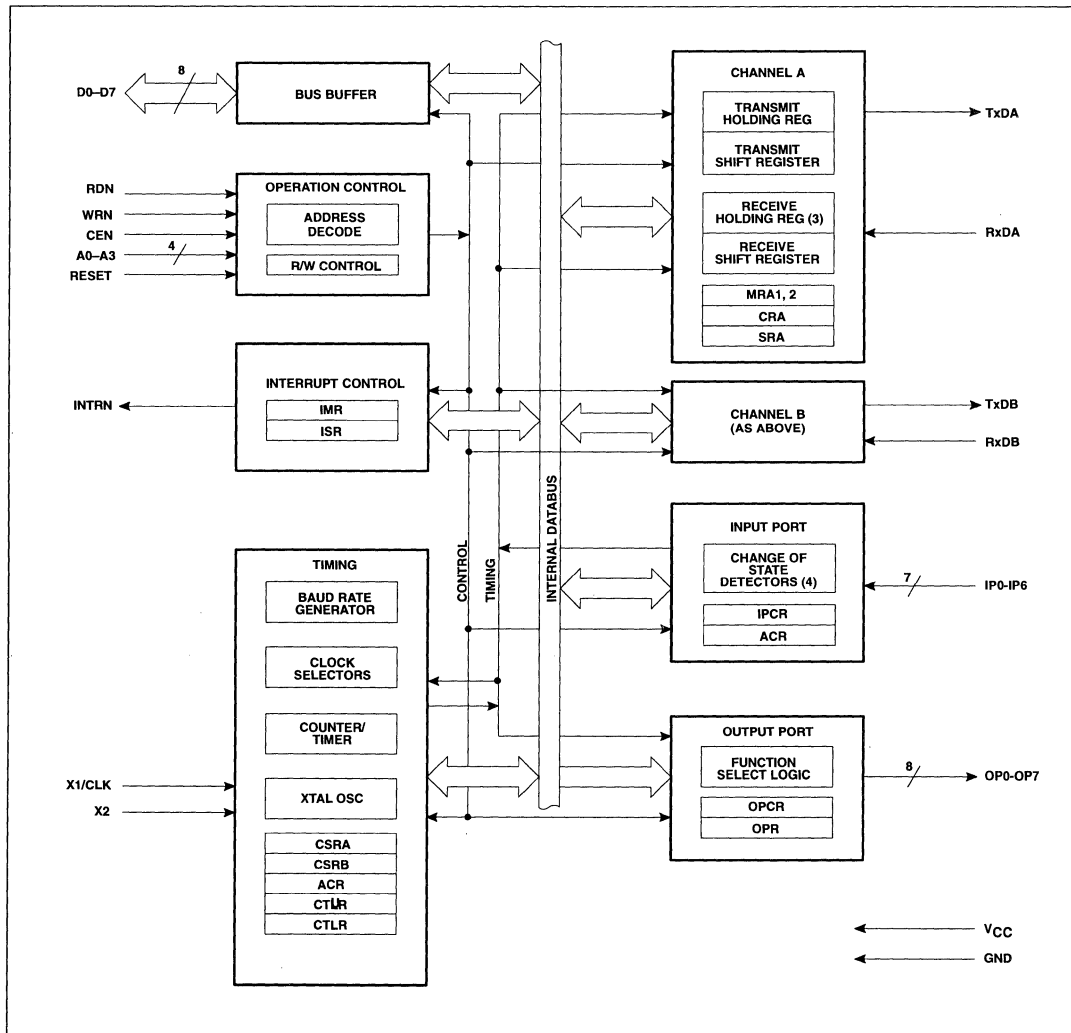 D0–D7
8
BUS BUFFER
RDN
WRN
CEN
A0–A3
4
RESET
OPERATION CONTROL
ADDRESS
DECODE
R/W CONTROL
INTRN
INTERRUPT CONTROL
IMR
ISR
X1/CLK
X2
TIMING
BAUD RATE
GENERATOR
CLOCK
SELECTORS
COUNTER/
TIMER
XTAL OSC
CSRA
CSRB
ACR
CTLR
CONTROL
TIMING
INTERNAL DATABUS
CHANNEL A
TRANSMIT
HOLDING REG
TRANSMIT
SHIFT REGISTER
RECEIVE
HOLDING REG (3)
RECEIVE
SHIFT REGISTER
MRA1, 2
CRA
SRA
TxDA
RxDA
CHANNEL B
(AS ABOVE)
TxDB
RxDB
INPUT PORT
CHANGE OF
STATE
DETECTORS (4)
IPCR
ACR
7
IP0-IP6
OUTPUT PORT
FUNCTION
SELECT LOGIC
OPCR
OPR
8
OP0-OP7
VCC
GND